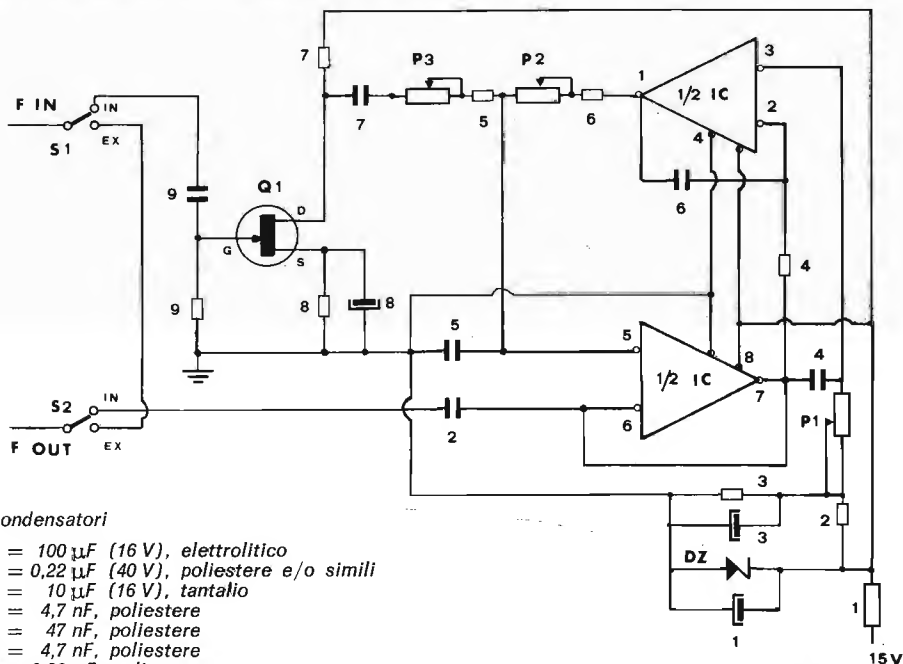 7
P3
P2
1
3
1/2 IC
2
4
F IN
IN
S1
EX
7
5
6
6
9
Q1
D
G
S
4
9
8
8
5
5
1/2 IC
8
7
4
S2
IN
2
6
P1
F OUT
EX
3
3
2
DZ
1
1
15V
ondensatori
= 100 µF (16 V), elettrolitico
= 0,22 µF (40 V), poliestere e/o simili
= 10 µF (16 V), tantalio
= 4,7 nF, poliestere
= 47 nF, poliestere
= 4,7 nF, poliestere